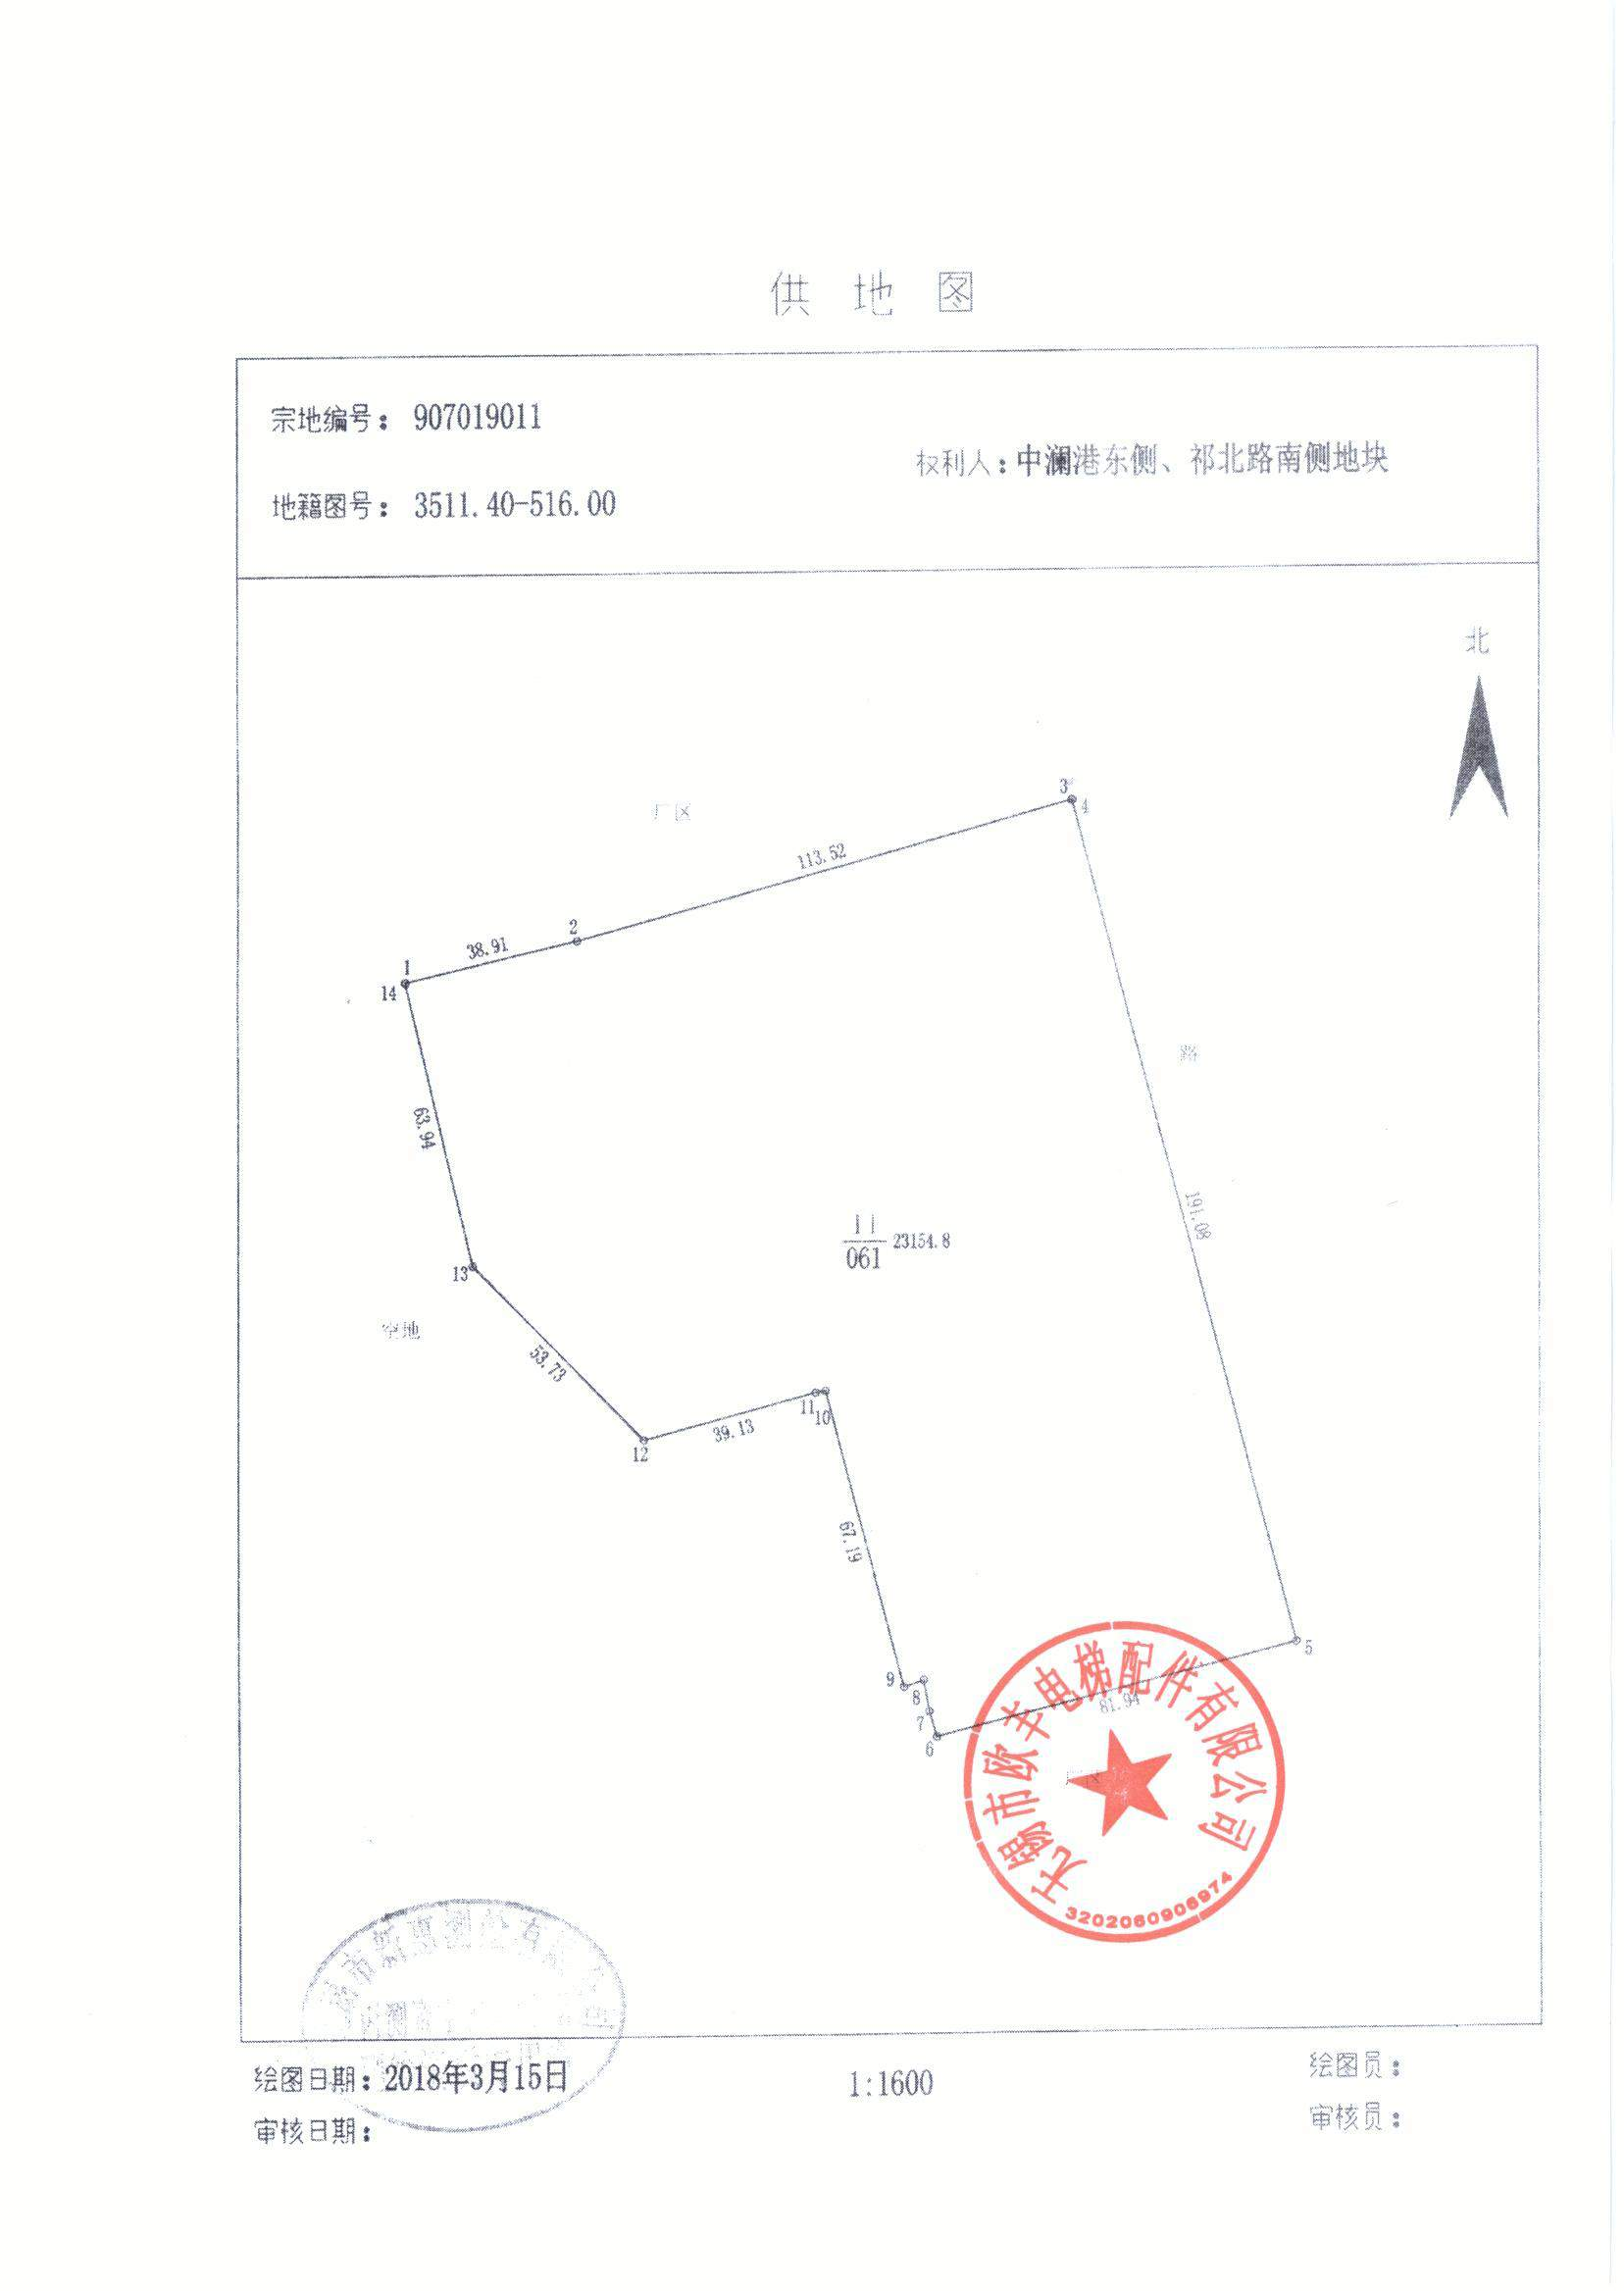 供 地 图
宗地编号： 907019011
权利人：中澜港东侧、祁北路南侧地块
地籍图号： 3511.40-516.00
北
3
4
厂区
113.52
2
38.91
1
14
路
63.94
191.08
11
061 23154.8
13
空地
53.73
11
10
39.13
12
67.19
5
9
8
81.94
7
6
厂区
无锡市欧丰电梯配件有限公司
3202060906974
绘图日期：2018年3月15日
1:1600
绘图员：
审核日期：
审核员：